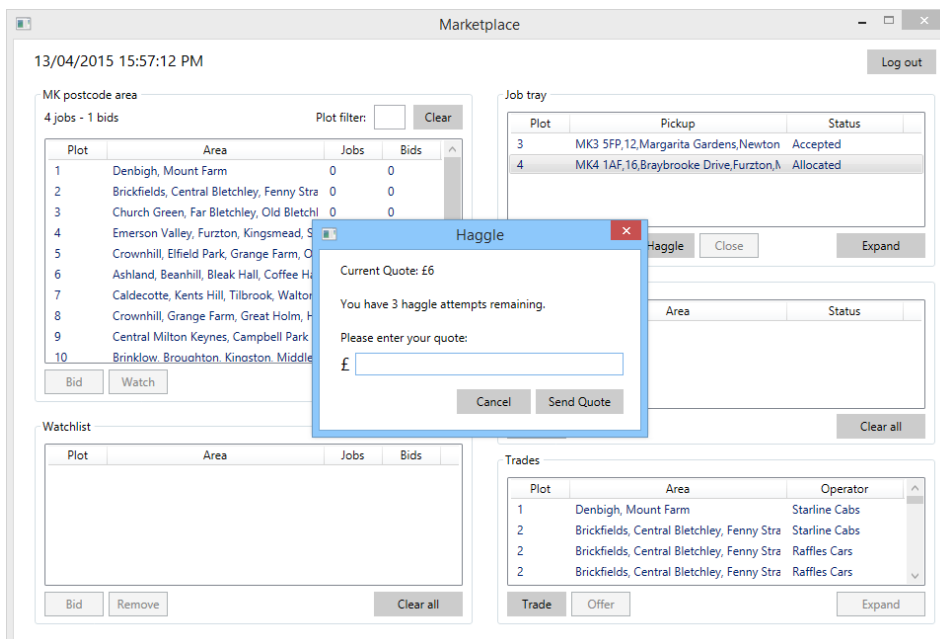 Marketplace
13/04/2015 15:57:12 PM
Log out
MK postcode area
4 jobs - 1 bids
Plot filter:
Clear
Plot Area Jobs Bids
1 Denbigh, Mount Farm 0 0
2 Brickfields, Central Bletchley, Fenny Stra 0 0
3 Church Green, Far Bletchley, Old Bletchl 0 0
4 Emerson Valley, Furzton, Kingsmead, S
5 Crownhill, Elfield Park, Grange Farm, O
6 Ashland, Beanhill, Bleak Hall, Coffee Ha
7 Caldecotte, Kents Hill, Tilbrook, Walton
8 Crownhill, Grange Farm, Great Holm, H
9 Central Milton Keynes, Campbell Park
10 Brinklow, Broughton, Kingston, Middle
Bid Watch
Watchlist
Plot Area Jobs Bids
Bid Remove Clear all
Job tray
Plot Pickup Status
3 MK3 5FP,12,Margarita Gardens,Newton Accepted
4 MK4 1AF,16,Braybrooke Drive,Furzton,M Allocated
Haggle Close Expand
Area Status
Clear all
Trades
Plot Area Operator
1 Denbigh, Mount Farm Starline Cabs
2 Brickfields, Central Bletchley, Fenny Stra Starline Cabs
2 Brickfields, Central Bletchley, Fenny Stra Raffles Cars
2 Brickfields, Central Bletchley, Fenny Stra Raffles Cars
Trade Offer Expand
Haggle
Current Quote: £6
You have 3 haggle attempts remaining.
Please enter your quote:
£
Cancel Send Quote